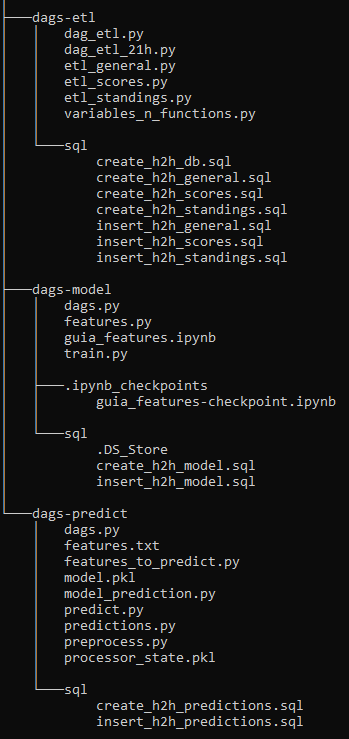 dags-etl
dag_etl.py
dag_etl_21h.py
etl_general.py
etl_scores.py
etl_standings.py
variables_n_functions.py
sql
create_h2h_db.sql
create_h2h_general.sql
create_h2h_scores.sql
create_h2h_standings.sql
insert_h2h_general.sql
insert_h2h_scores.sql
insert_h2h_standings.sql
dags-model
dags.py
features.py
guia_features.ipynb
train.py
.ipynb_checkpoints
guia_features-checkpoint.ipynb
sql
.DS_Store
create_h2h_model.sql
insert_h2h_model.sql
dags-predict
dags.py
features.txt
features_to_predict.py
model.pkl
model_prediction.py
predict.py
predictions.py
preprocess.py
processor_state.pkl
sql
create_h2h_predictions.sql
insert_h2h_predictions.sql